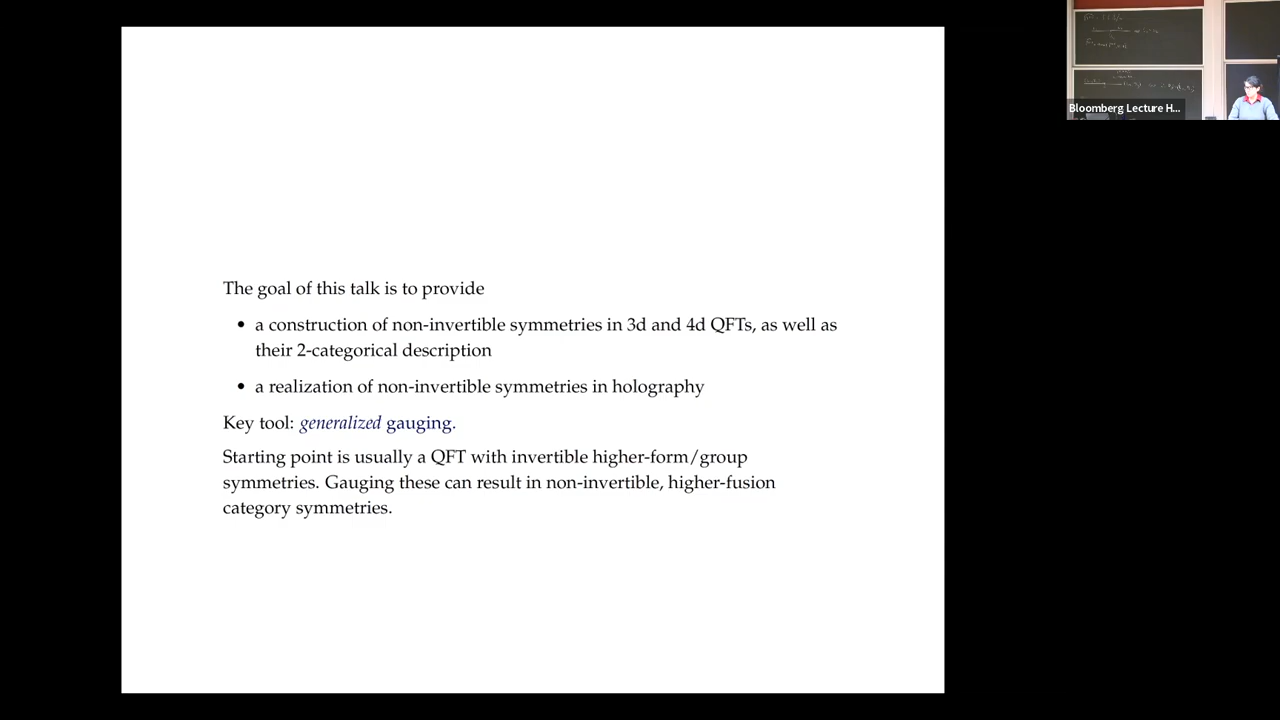 The goal of this talk is to provide
• a construction of non-invertible symmetries in 3d and 4d QFTs, as well as
their 2-categorical description
• a realization of non-invertible symmetries in holography
Key tool: generalized gauging.
Starting point is usually a QFT with invertible higher-form/group
symmetries. Gauging these can result in non-invertible, higher-fusion
category symmetries.
Bloomberg Lecture H...